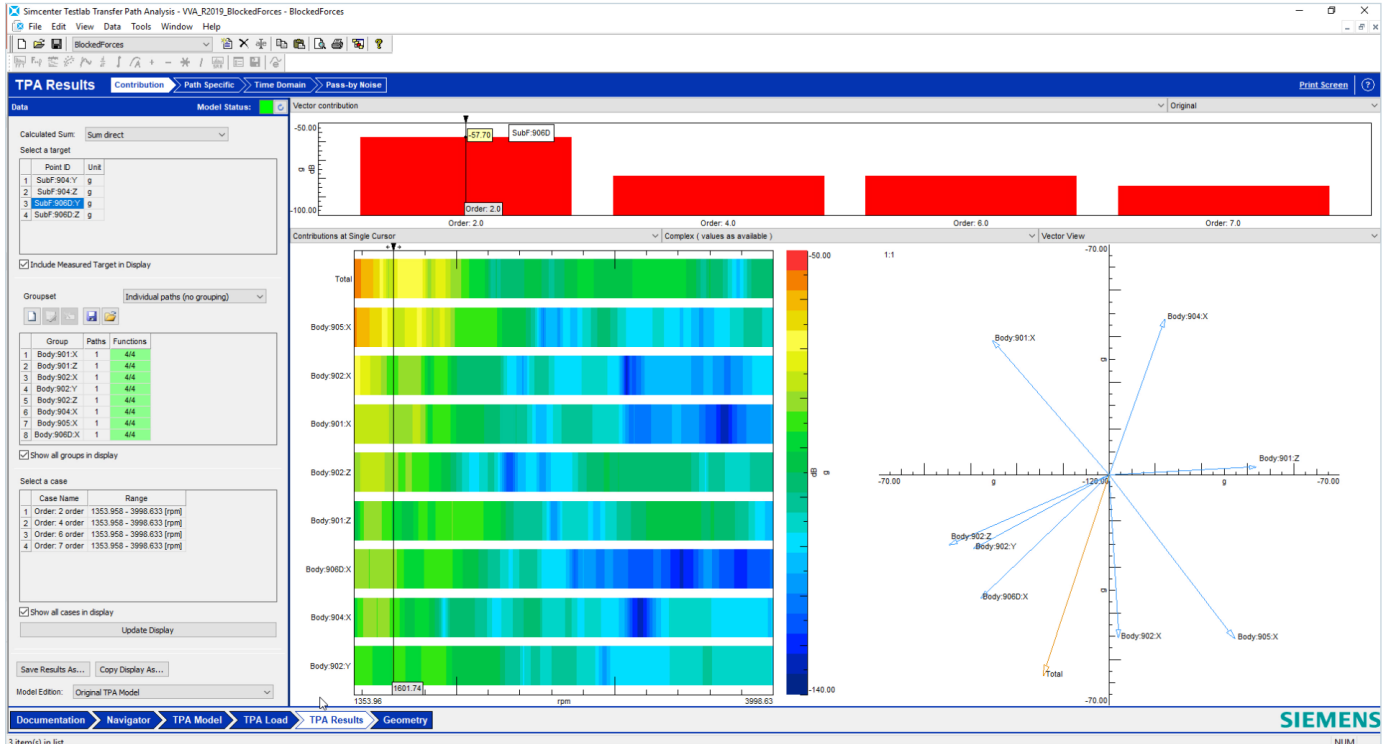 Simcenter Testlab Transfer Path Analysis - VVA_R2019_BlockedForces - BlockedForces
File Edit View Data Tools Window Help
BlockedForces
TPA Results Contribution Path Specific Time Domain Pass-by Noise Print Screen
Data Model Status:
Vector contribution Original
Calculated Sum: Sum direct
Select a target
Point ID Unit
1 SubF:904:Y g
2 SubF:904:Z g
3 SubF:906D:Y g
4 SubF:906D:Z g
Include Measured Target in Display
Groupset Individual paths (no grouping)
Group Paths Functions
1 Body:901:X 1 4/4
2 Body:901:Z 1 4/4
3 Body:902:X 1 4/4
4 Body:902:Y 1 4/4
5 Body:902:Z 1 4/4
6 Body:904:X 1 4/4
7 Body:905:X 1 4/4
8 Body:906D:X 1 4/4
Show all groups in display
Select a case
Case Name Range
1 Order: 2 order 1353.958 - 3998.633 [rpm]
2 Order: 4 order 1353.958 - 3998.633 [rpm]
3 Order: 6 order 1353.958 - 3998.633 [rpm]
4 Order: 7 order 1353.958 - 3998.633 [rpm]
Show all cases in display
Update Display
Save Results As... Copy Display As...
Model Edition: Original TPA Model
-50.00
g
dB
-100.00
-57.70
SubF:906D
Order: 2.0
Order: 2.0 Order: 4.0 Order: 6.0 Order: 7.0
Contributions at Single Cursor Complex ( values as available ) Vector View
Total
Body:905:X
Body:902:X
Body:901:X
Body:902:Z
Body:901:Z
Body:906D:X
Body:904:X
Body:902:Y
1601.74
1353.96 rpm 3998.63
-50.00
dB g
-140.00
1:1
-70.00
Body:904:X
Body:901:X
g
Body:901:Z
-70.00 g -120.00 g -70.00
Body:902:Z
Body:902:Y
g
Body:906D:X
Body:902:X
Body:905:X
Total
-70.00
Documentation Navigator TPA Model TPA Load TPA Results Geometry
SIEMENS
3 item(s) in list NUM